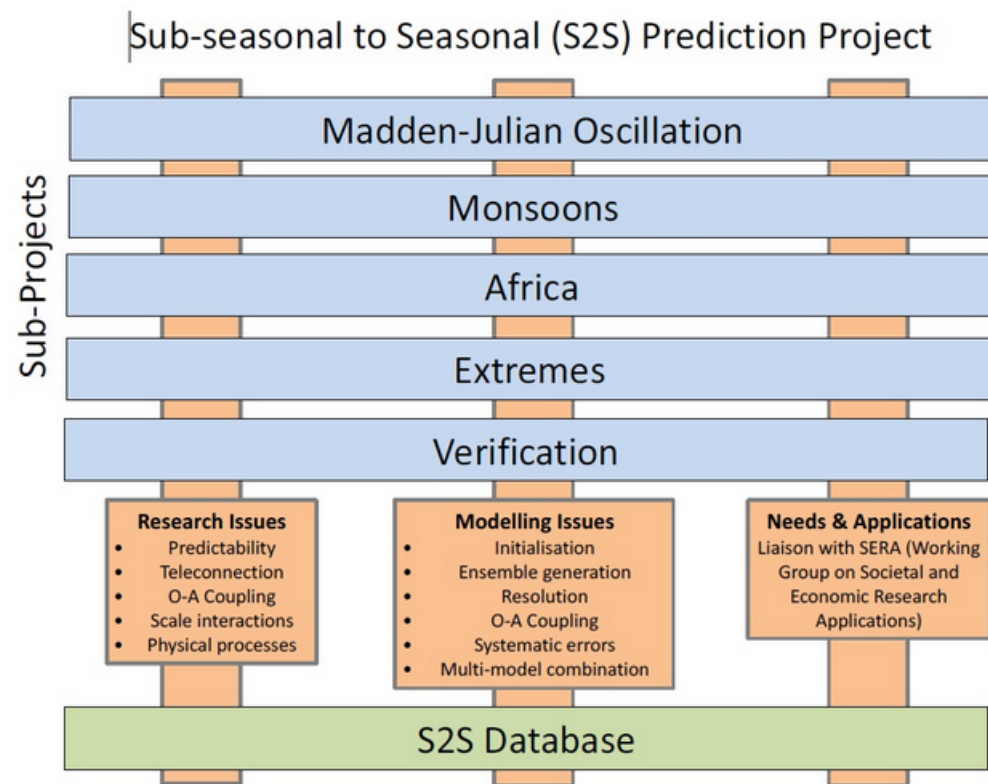 Sub-seasonal to Seasonal (S2S) Prediction Project
Sub-Projects
Madden-Julian Oscillation
Monsoons
Africa
Extremes
Verification
Research Issues
• Predictability
• Teleconnection
• O-A Coupling
• Scale interactions
• Physical processes
Modelling Issues
• Initialisation
• Ensemble generation
• Resolution
• O-A Coupling
• Systematic errors
• Multi-model combination
Needs & Applications
Liaison with SERA (Working
Group on Societal and
Economic Research
Applications)
S2S Database